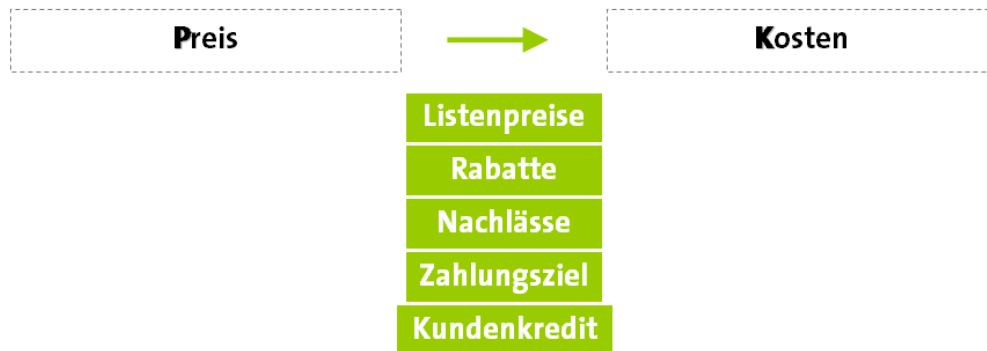 Preis
Kosten
Listenpreise
Rabatte
Nachlässe
Zahlungsziel
Kundenkredit